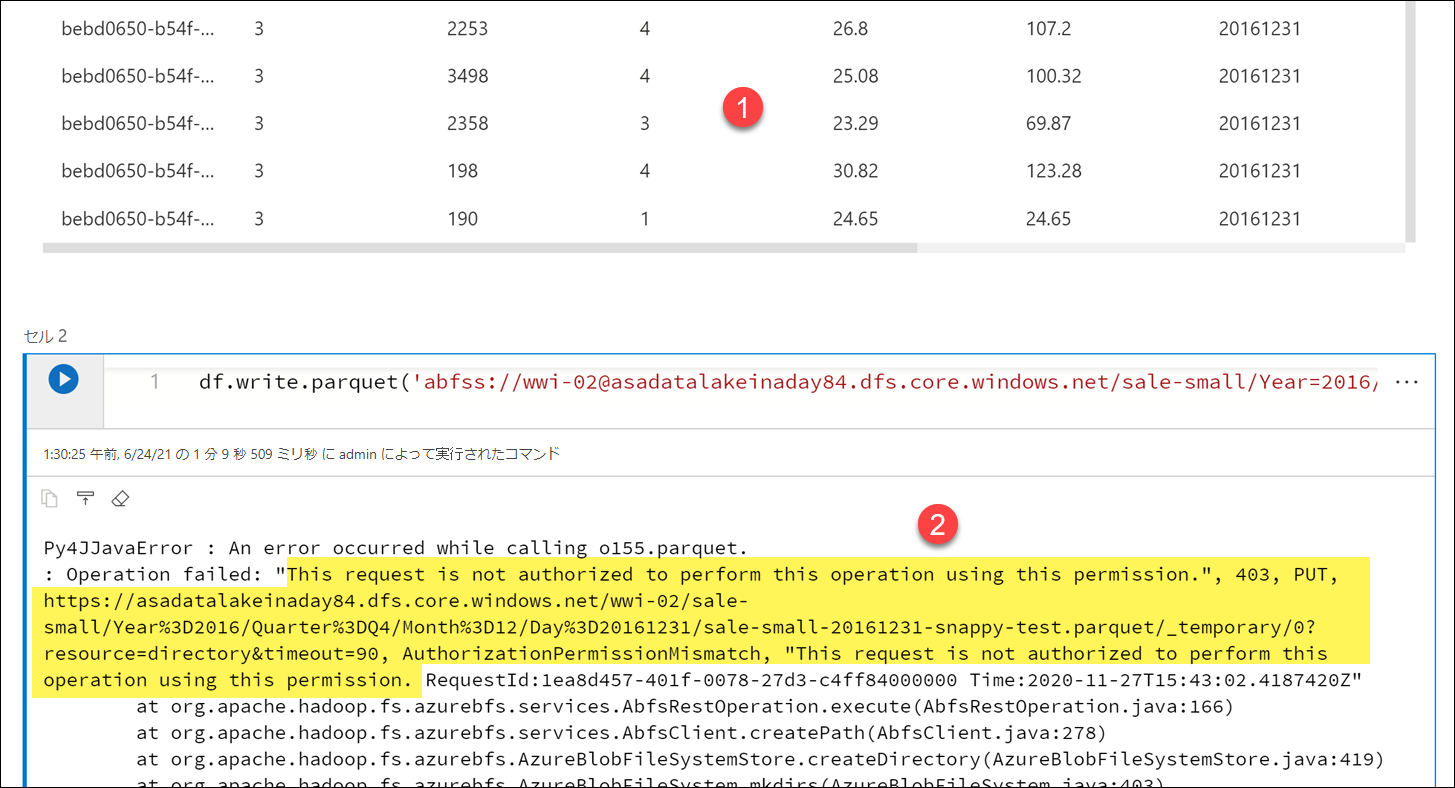 bebd0650-b54f-... 3 2253 4 26.8 107.2 20161231
bebd0650-b54f-... 3 3498 4 25.08 100.32 20161231
1
bebd0650-b54f-... 3 2358 3 23.29 69.87 20161231
bebd0650-b54f-... 3 198 4 30.82 123.28 20161231
bebd0650-b54f-... 3 190 1 24.65 24.65 20161231
セル 2
1 df.write.parquet('abfss://wwi-02@asadatalakeinaday84.dfs.core.windows.net/sale-small/Year=2016/ ...
1:30:25 午前, 6/24/21 の 1 分 9 秒 509 ミリ秒 に admin によって実行されたコマンド
2
Py4JJavaError : An error occurred while calling o155.parquet.
: Operation failed: "This request is not authorized to perform this operation using this permission.", 403, PUT,
https://asadatalakeinaday84.dfs.core.windows.net/wwi-02/sale-
small/Year%3D2016/Quarter%3DQ4/Month%3D12/Day%3D20161231/sale-small-20161231-snappy-test.parquet/_temporary/0?
resource=directory&timeout=90, AuthorizationPermissionMismatch, "This request is not authorized to perform this
operation using this permission. RequestId:1ea8d457-401f-0078-27d3-c4ff84000000 Time:2020-11-27T15:43:02.4187420Z"
at org.apache.hadoop.fs.azurebfs.services.AbfsRestOperation.execute(AbfsRestOperation.java:166)
at org.apache.hadoop.fs.azurebfs.services.AbfsClient.createPath(AbfsClient.java:278)
at org.apache.hadoop.fs.azurebfs.AzureBlobFileSystemStore.createDirectory(AzureBlobFileSystemStore.java:419)
at org.apache.hadoop.fs.azurebfs.AzureBlobFileSystem.mkdirs(AzureBlobFileSystem.java:403)